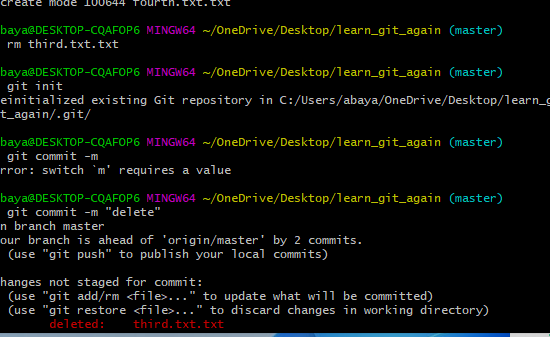 create mode 100644 fourth.txt.txt
baya@DESKTOP-CQAFOP6 MINGW64 ~/OneDrive/Desktop/learn_git_again (master)
rm third.txt.txt
baya@DESKTOP-CQAFOP6 MINGW64 ~/OneDrive/Desktop/learn_git_again (master)
git init
einitialized existing Git repository in C:/Users/abaya/OneDrive/Desktop/learn_g
t_again/.git/
baya@DESKTOP-CQAFOP6 MINGW64 ~/OneDrive/Desktop/learn_git_again (master)
git commit -m
rror: switch `m' requires a value
baya@DESKTOP-CQAFOP6 MINGW64 ~/OneDrive/Desktop/learn_git_again (master)
git commit -m "delete"
n branch master
our branch is ahead of 'origin/master' by 2 commits.
(use "git push" to publish your local commits)
hanges not staged for commit:
(use "git add/rm <file>..." to update what will be committed)
(use "git restore <file>..." to discard changes in working directory)
deleted: third.txt.txt